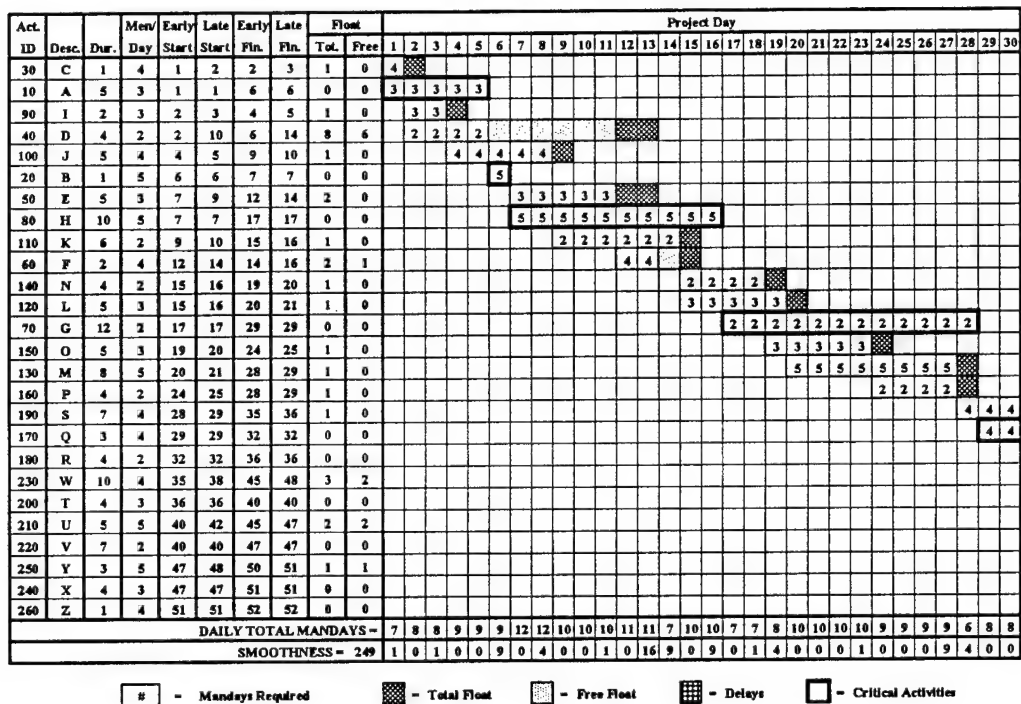 Act. Men/ Early Late Early Late Float Project Day
ID Desc. Dur. Day Start Start Fin. Fin. Tot. Free 1 2 3 4 5 6 7 8 9 10 11 12 13 14 15 16 17 18 19 20 21 22 23 24 25 26 27 28 29 30
30 C 1 4 1 2 2 3 1 0 4
10 A 5 3 1 1 6 6 0 0 3 3 3 3 3
90 I 2 3 2 3 4 5 1 0 3 3
40 D 4 2 2 10 6 14 8 6 2 2 2 2
100 J 5 4 4 5 9 10 1 0 4 4 4 4 4
20 B 1 5 6 6 7 7 0 0 5
50 E 5 3 7 9 12 14 2 0 3 3 3 3 3
80 H 10 5 7 7 17 17 0 0 5 5 5 5 5 5 5 5 5 5
110 K 6 2 9 10 15 16 1 0 2 2 2 2 2 2
60 F 2 4 12 14 14 16 2 1 4 4
140 N 4 2 15 16 19 20 1 0 2 2 2 2
120 L 5 3 15 16 20 21 1 0 3 3 3 3 3
70 G 12 2 17 17 29 29 0 0 2 2 2 2 2 2 2 2 2 2 2 2
150 O 5 3 19 20 24 25 1 0 3 3 3 3 3
130 M 8 5 20 21 28 29 1 0 5 5 5 5 5 5 5 5
160 P 4 2 24 25 28 29 1 0 2 2 2 2
190 S 7 4 28 29 35 36 1 0 4 4 4
170 Q 3 4 29 29 32 32 0 0 4 4
180 R 4 2 32 32 36 36 0 0
230 W 10 4 35 38 45 48 3 2
200 T 4 3 36 36 40 40 0 0
210 U 5 5 40 42 45 47 2 2
220 V 7 2 40 40 47 47 0 0
250 Y 3 5 47 48 50 51 1 1
240 X 4 3 47 47 51 51 0 0
260 Z 1 4 51 51 52 52 0 0
DAILY TOTAL MANDAYS = 7 8 8 9 9 9 12 12 10 10 10 11 11 7 10 10 7 7 8 10 10 10 10 9 9 9 9 6 8 8
SMOOTHNESS = 249 1 0 1 0 0 9 0 4 0 0 1 0 16 9 0 9 0 1 4 0 0 0 1 0 0 0 9 4 0 0
# = Mandays Required = Total Float = Free Float = Delays = Critical Activities